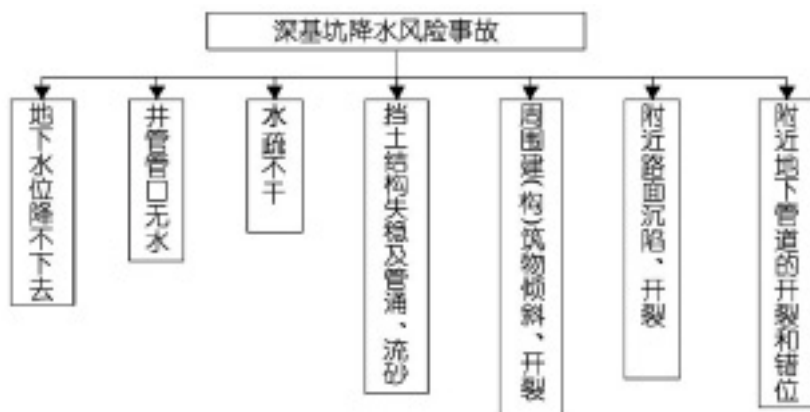 深基坑降水风险事故
地下水位降不下去
井管管口无水
水疏不干
挡土结构失稳及管涌、流砂
周围建(构)筑物倾斜、开裂
附近路面沉陷、开裂
附近地下管道的开裂和错位